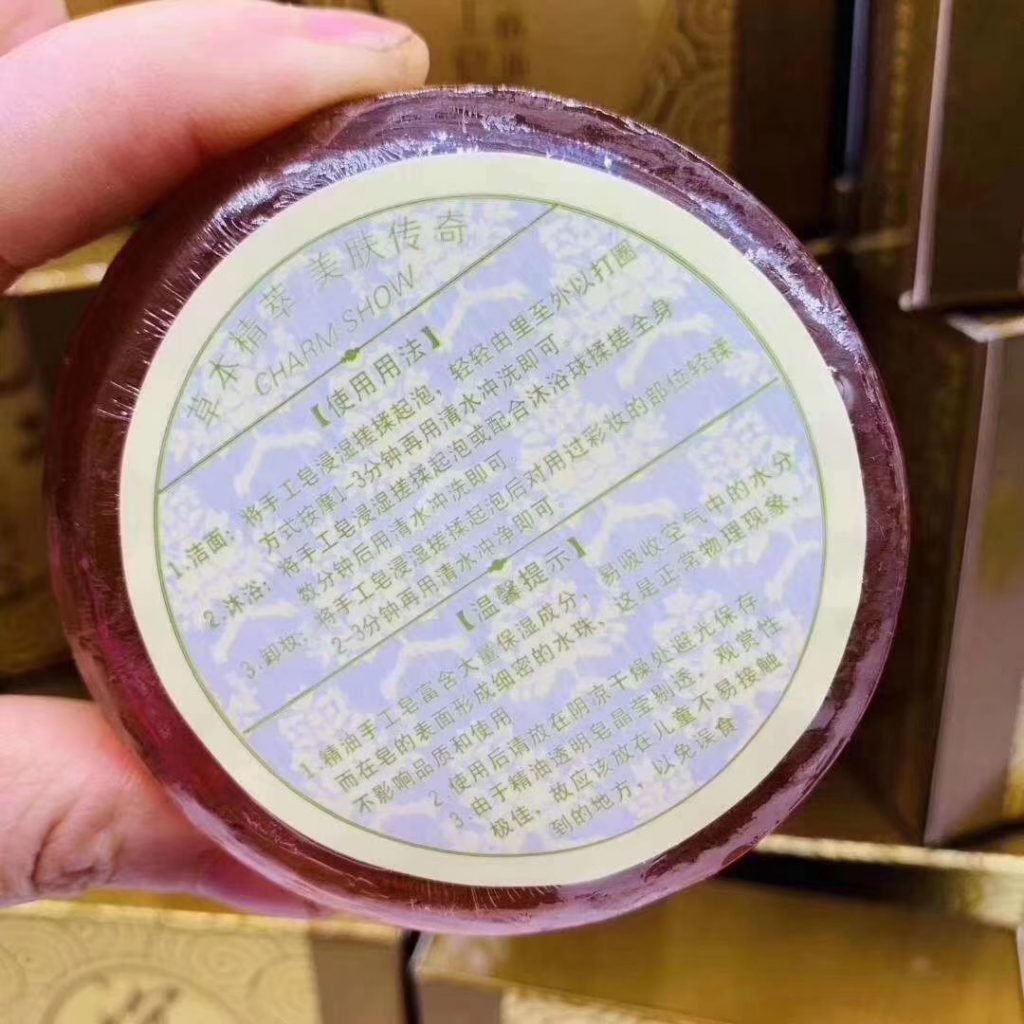 草本精萃 美肤传奇
CHARM SHOW
【使用用法】
1.洁面：将手工皂浸湿搓揉起泡，轻轻由里至外以打圈
方式按摩1-3分钟再用清水冲洗即可
2.沐浴：将手工皂浸湿搓揉起泡或配合沐浴球揉搓全身
数分钟后用清水冲洗即可。
3.卸妆：将手工皂浸湿搓揉起泡后对用过彩妆的部位轻揉
2-3分钟再用清水冲净即可.
【温馨提示】
1.精油手工皂富含大量保湿成分，易吸收空气中的水分
而在皂的表面形成细密的水珠，这是正常物理现象，
不影响品质和使用
2.使用后请放在阴凉干燥处避光保存
3.由于精油透明皂晶莹剔透，观赏性
极佳，故应该放在儿童不易接触
到的地方，以免误食